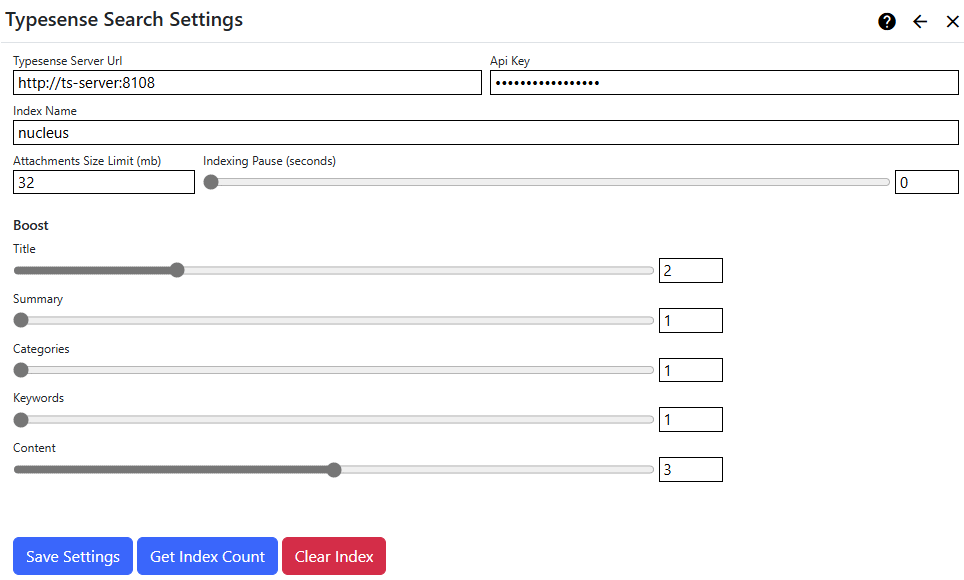 Typesense Search Settings
Typesense Server Url
Api Key
http://ts-server:8108
•••••••••••••••••
Index Name
nucleus
Attachments Size Limit (mb)
Indexing Pause (seconds)
32
0
Boost
Title
2
Summary
1
Categories
1
Keywords
1
Content
3
Save Settings
Get Index Count
Clear Index